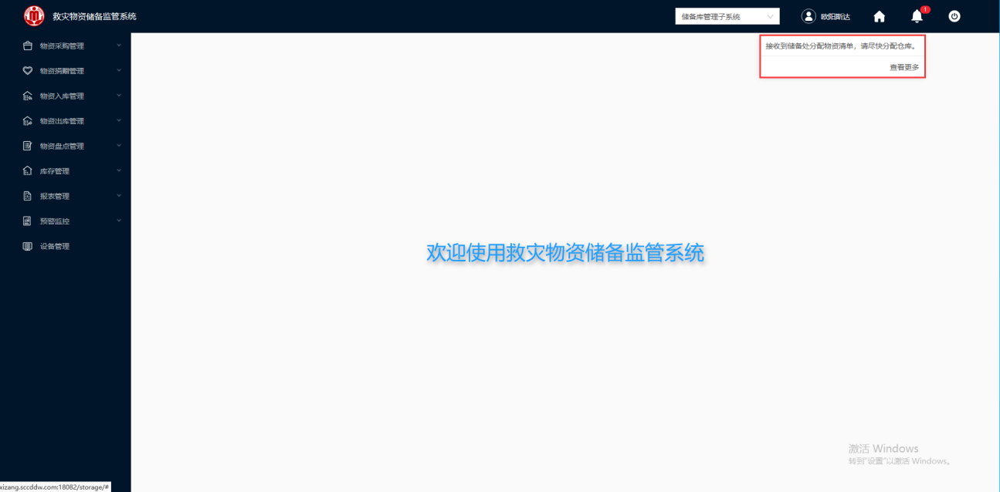 救灾物资储备监管系统
储备库管理子系统
欧阳斯达
1
接收到储备处分配物资清单，请尽快分配仓库。
查看更多
物资采购管理
物资捐赠管理
物资入库管理
物资出库管理
物资盘点管理
库存管理
报表管理
预警监控
设备管理
欢迎使用救灾物资储备监管系统
激活 Windows
转到"设置"以激活 Windows。
xizang.sccddw.com:18082/storage/#